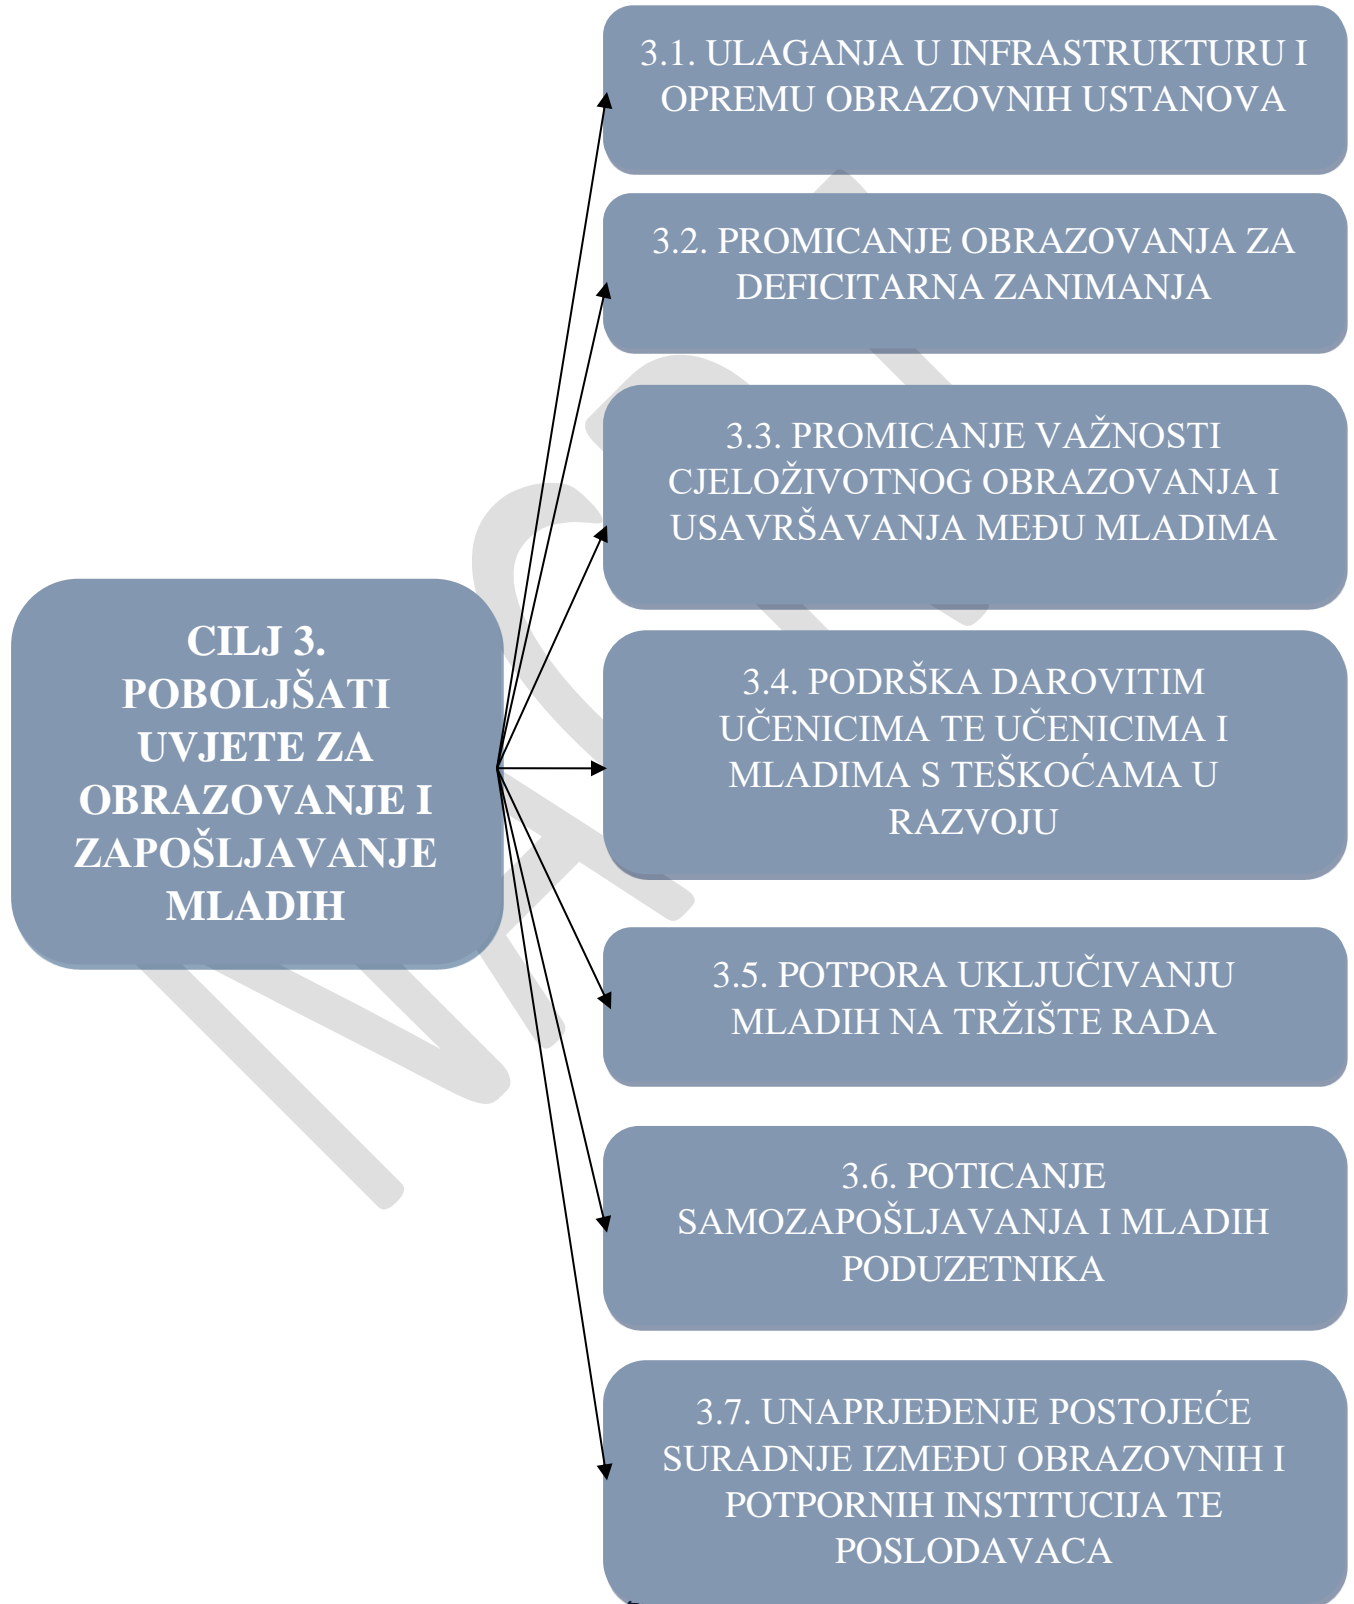 3.1. ULAGANJA U INFRASTRUKTURU I
OPREMU OBRAZOVNIH USTANOVA
3.2. PROMICANJE OBRAZOVANJA ZA
DEFICITARNA ZANIMANJA
3.3. PROMICANJE VAŽNOSTI
CJELOŽIVOTNOG OBRAZOVANJA I
USAVRŠAVANJA MEĐU MLADIMA
CILJ 3.
POBOLJŠATI
UVJETE ZA
OBRAZOVANJE I
ZAPOŠLJAVANJE
MLADIH
3.4. PODRŠKA DAROVITIM
UČENICIMA TE UČENICIMA I
MLADIMA S TEŠKOĆAMA U
RAZVOJU
3.5. POTPORA UKLJUČIVANJU
MLADIH NA TRŽIŠTE RADA
3.6. POTICANJE
SAMOZAPOŠLJAVANJA I MLADIH
PODUZETNIKA
3.7. UNAPRJEĐENJE POSTOJEĆE
SURADNJE IZMEĐU OBRAZOVNIH I
POTPORNIH INSTITUCIJA TE
POSLODAVACA